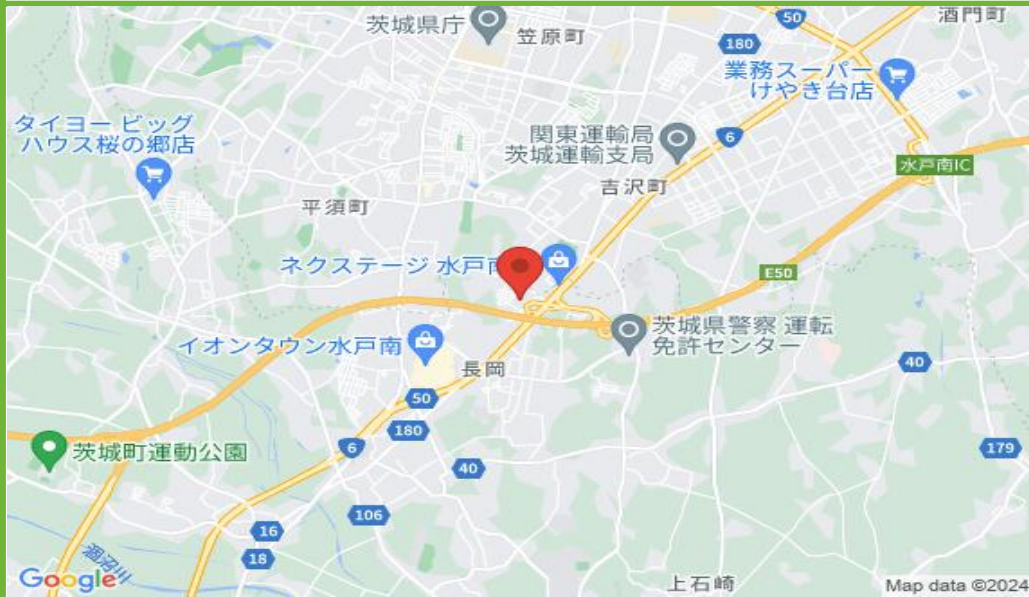 茨城県庁
笠原町
50
酒門町
180
業務スーパー
けやき台店
タイヨー ビッグ
ハウス桜の郷店
関東運輸局
茨城運輸支局
6
水戸南IC
吉沢町
平須町
ネクステージ 水戸南
E50
茨城県警察 運転
免許センター
イオンタウン水戸南
長岡
40
50
180
6
茨城町運動公園
40
179
106
16
18
涸沼川
Google
上石崎
Map data ©2024